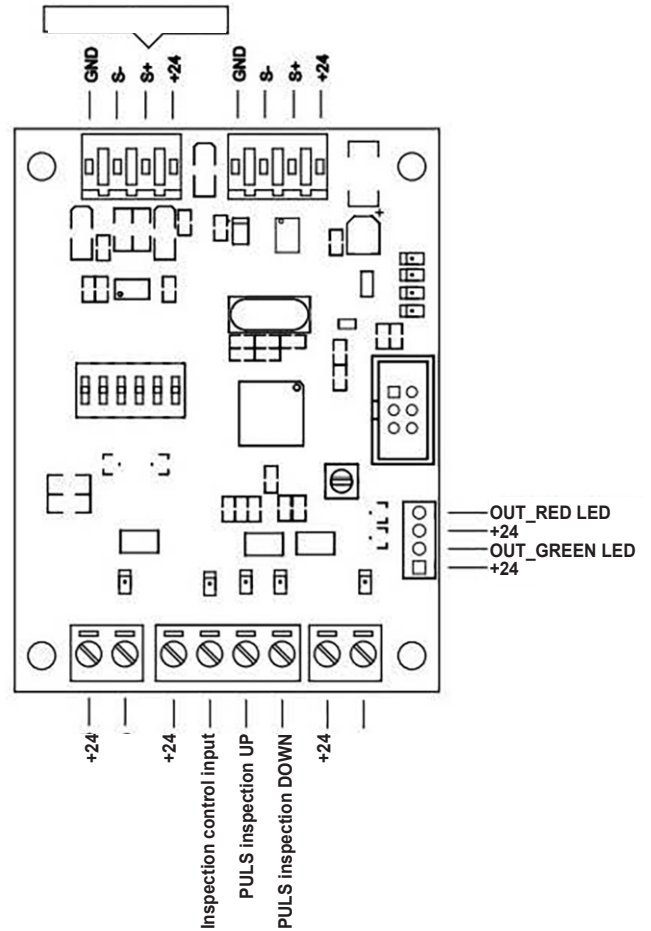 GND
S-
S+
+24
GND
S-
S+
+24
+
OUT_RED LED
+24
OUT_GREEN LED
+24
+24
+24
Inspection control input
PULS inspection UP
PULS inspection DOWN
+24